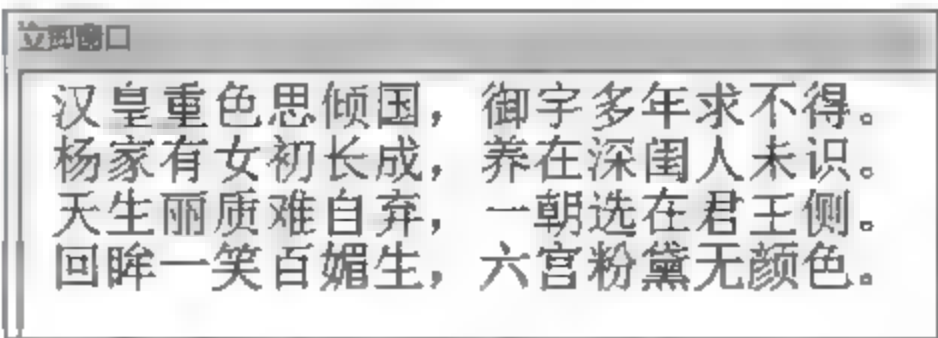 立即窗口
汉皇重色思倾国，御宇多年求不得。
杨家有女初长成，养在深闺人未识。
天生丽质难自弃，一朝选在君王侧。
回眸一笑百媚生，六宫粉黛无颜色。